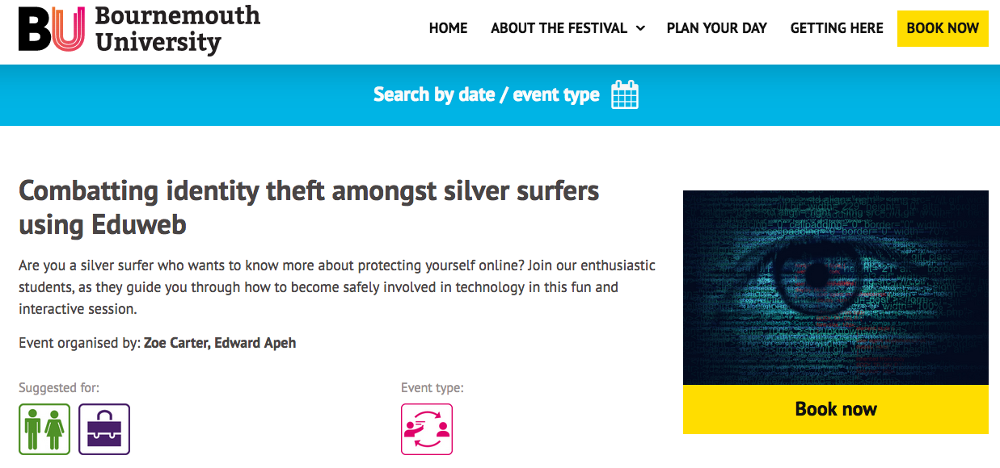 BU Bournemouth
University
HOME ABOUT THE FESTIVAL PLAN YOUR DAY GETTING HERE BOOK NOW
Search by date / event type
Combatting identity theft amongst silver surfers
using Eduweb
Are you a silver surfer who wants to know more about protecting yourself online? Join our enthusiastic
students, as they guide you through how to become safely involved in technology in this fun and
interactive session.
Event organised by: Zoe Carter, Edward Apeh
Suggested for:
Event type:
Book now